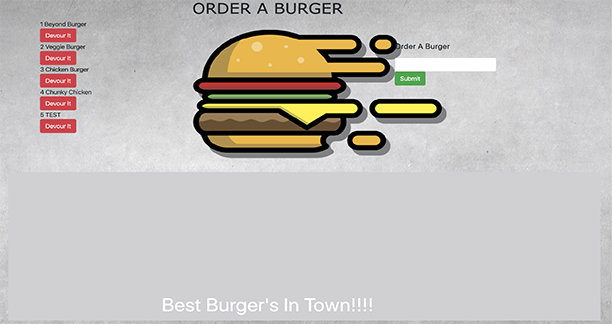 ORDER A BURGER
1 Beyond Burger
Devour It
2 Veggie Burger
Devour It
3 Chicken Burger
Devour It
4 Chunky Chicken
Devour It
5 TEST
Devour It
Order A Burger
Submit
Best Burger's In Town!!!!